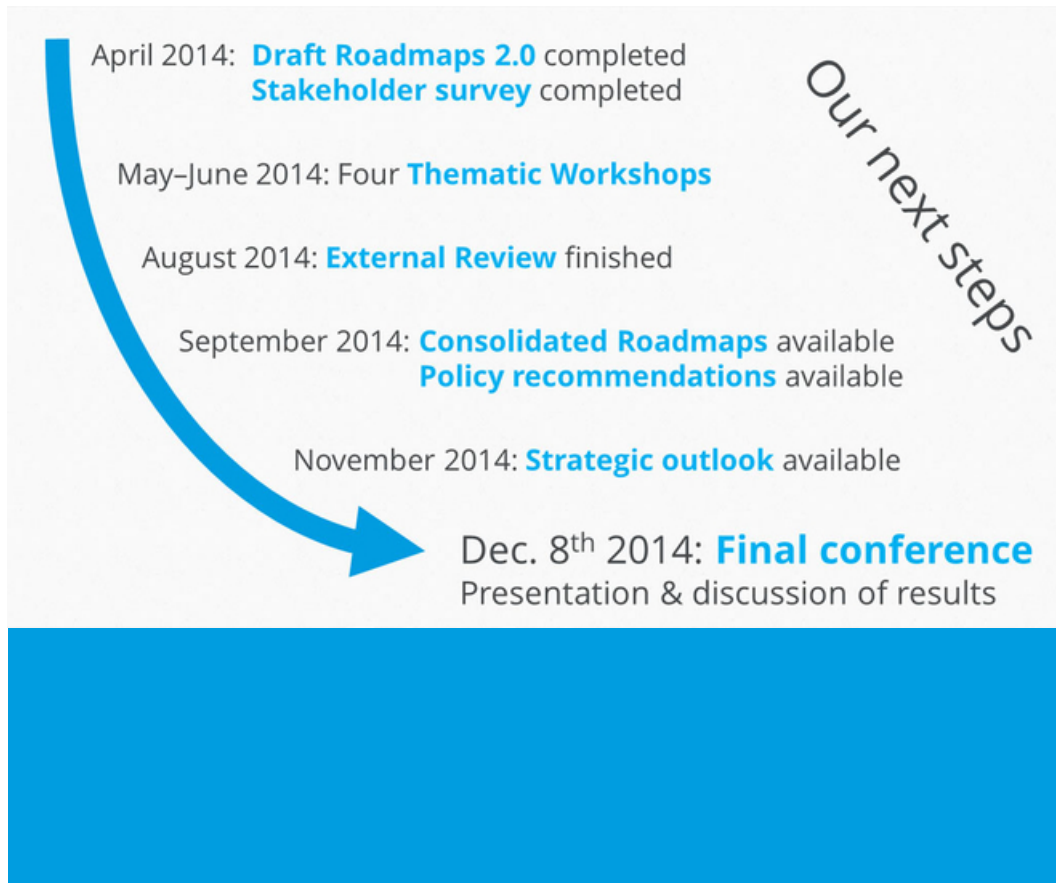 Our next steps
April 2014: Draft Roadmaps 2.0 completed
Stakeholder survey completed
May–June 2014: Four Thematic Workshops
August 2014: External Review finished
September 2014: Consolidated Roadmaps available
Policy recommendations available
November 2014: Strategic outlook available
Dec. 8th 2014: Final conference
Presentation & discussion of results